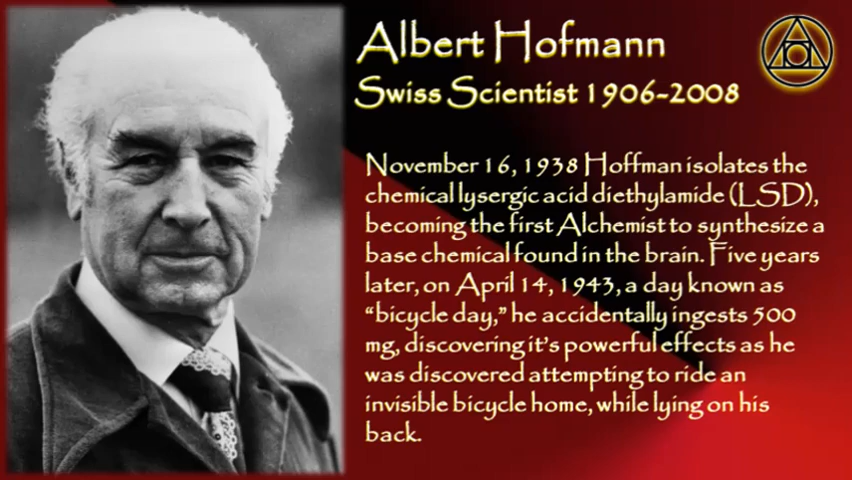 Albert Hofmann
Swiss Scientist 1906-2008
November 16, 1938 Hoffman isolates the
chemical lysergic acid diethylamide (LSD),
becoming the first Alchemist to synthesize a
base chemical found in the brain. Five years
later, on April 14, 1943, a day known as
“bicycle day,” he accidentally ingests 500
mg, discovering it’s powerful effects as he
was discovered attempting to ride an
invisible bicycle home, while lying on his
back.